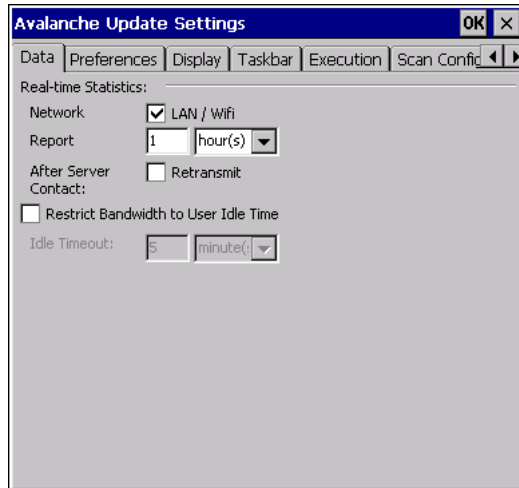 Avalanche Update Settings OK ×
Data Preferences Display Taskbar Execution Scan Config
Real-time Statistics:
Network LAN / Wifi
Report 1 hour(s)
After Server Retransmit
Contact:
Restrict Bandwidth to User Idle Time
Idle Timeout: 5 minute(s